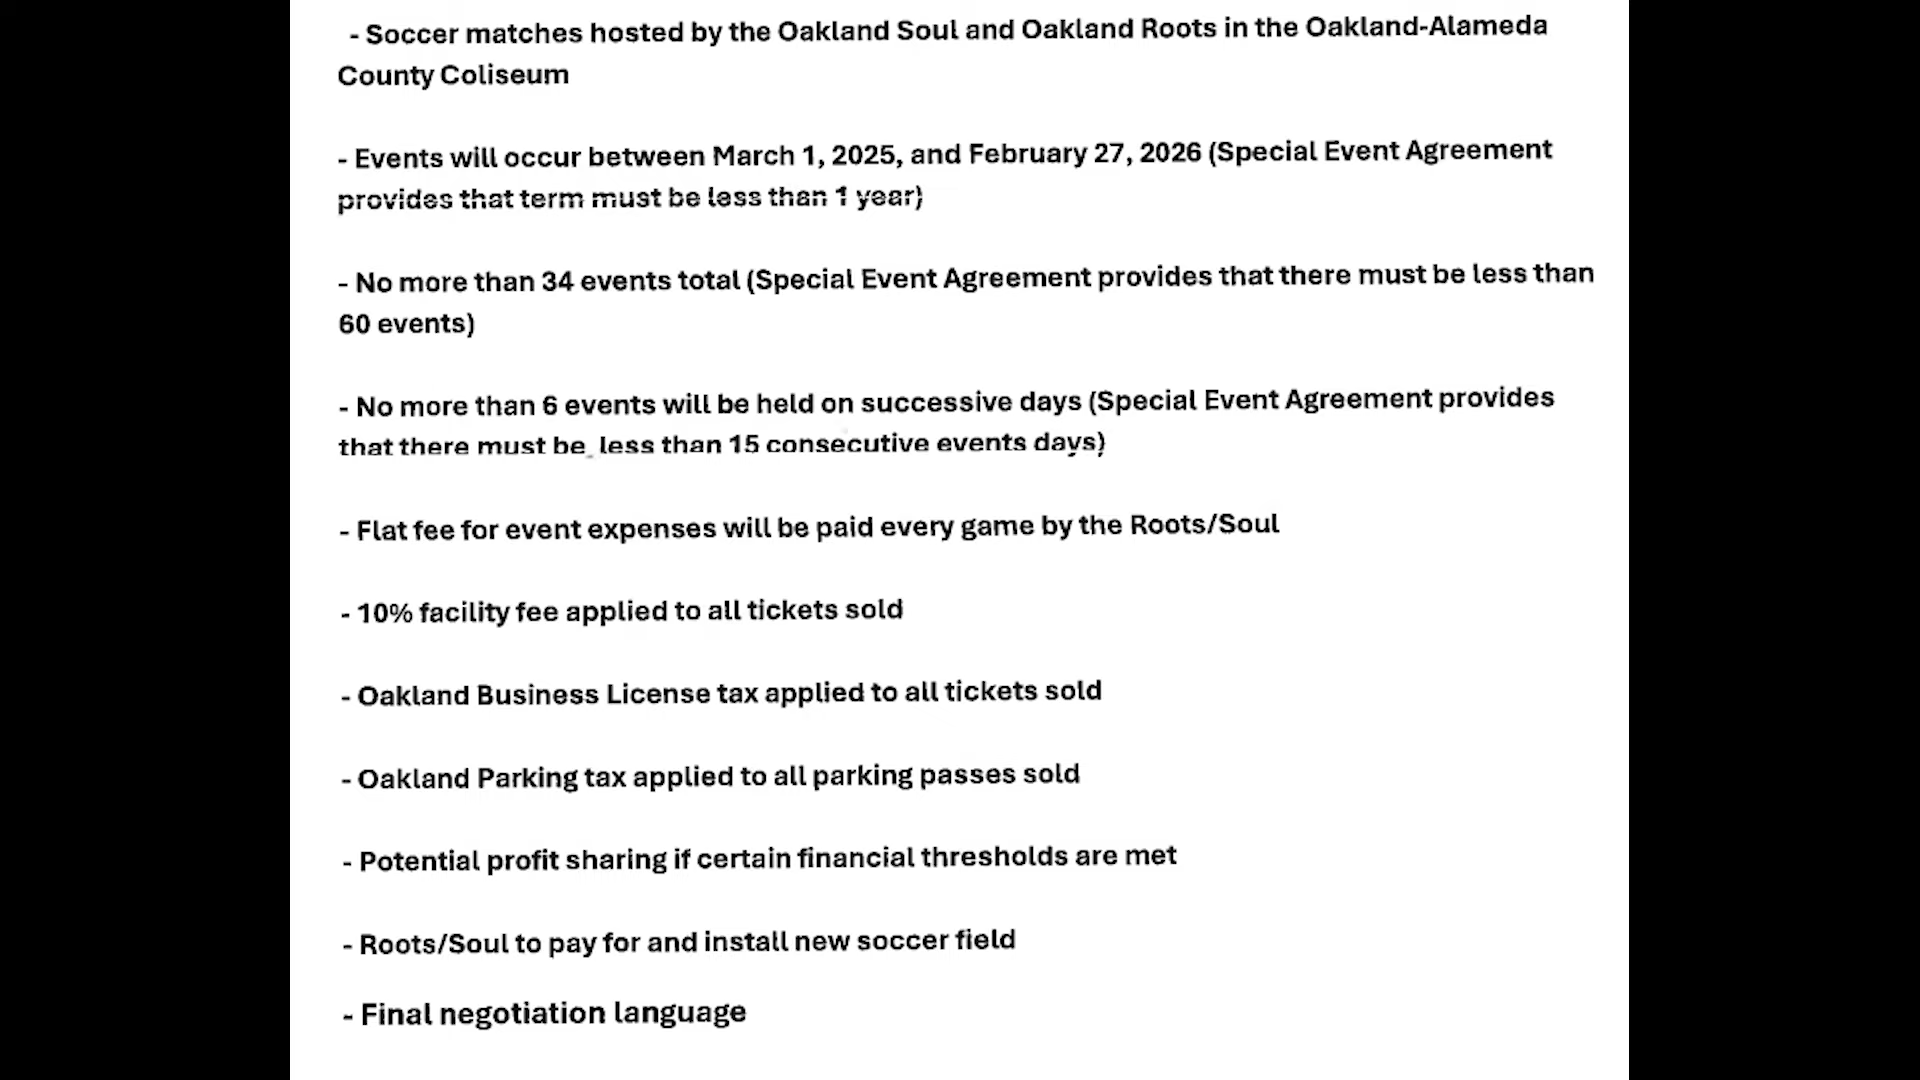 - Soccer matches hosted by the Oakland Soul and Oakland Roots in the Oakland-Alameda
County Coliseum
- Events will occur between March 1, 2025, and February 27, 2026 (Special Event Agreement
provides that term must be less than 1 year)
- No more than 34 events total (Special Event Agreement provides that there must be less than
60 events)
- No more than 6 events will be held on successive days (Special Event Agreement provides
that there must be less than 15 consecutive events days)
- Flat fee for event expenses will be paid every game by the Roots/Soul
- 10% facility fee applied to all tickets sold
- Oakland Business License tax applied to all tickets sold
- Oakland Parking tax applied to all parking passes sold
- Potential profit sharing if certain financial thresholds are met
- Roots/Soul to pay for and install new soccer field
- Final negotiation language